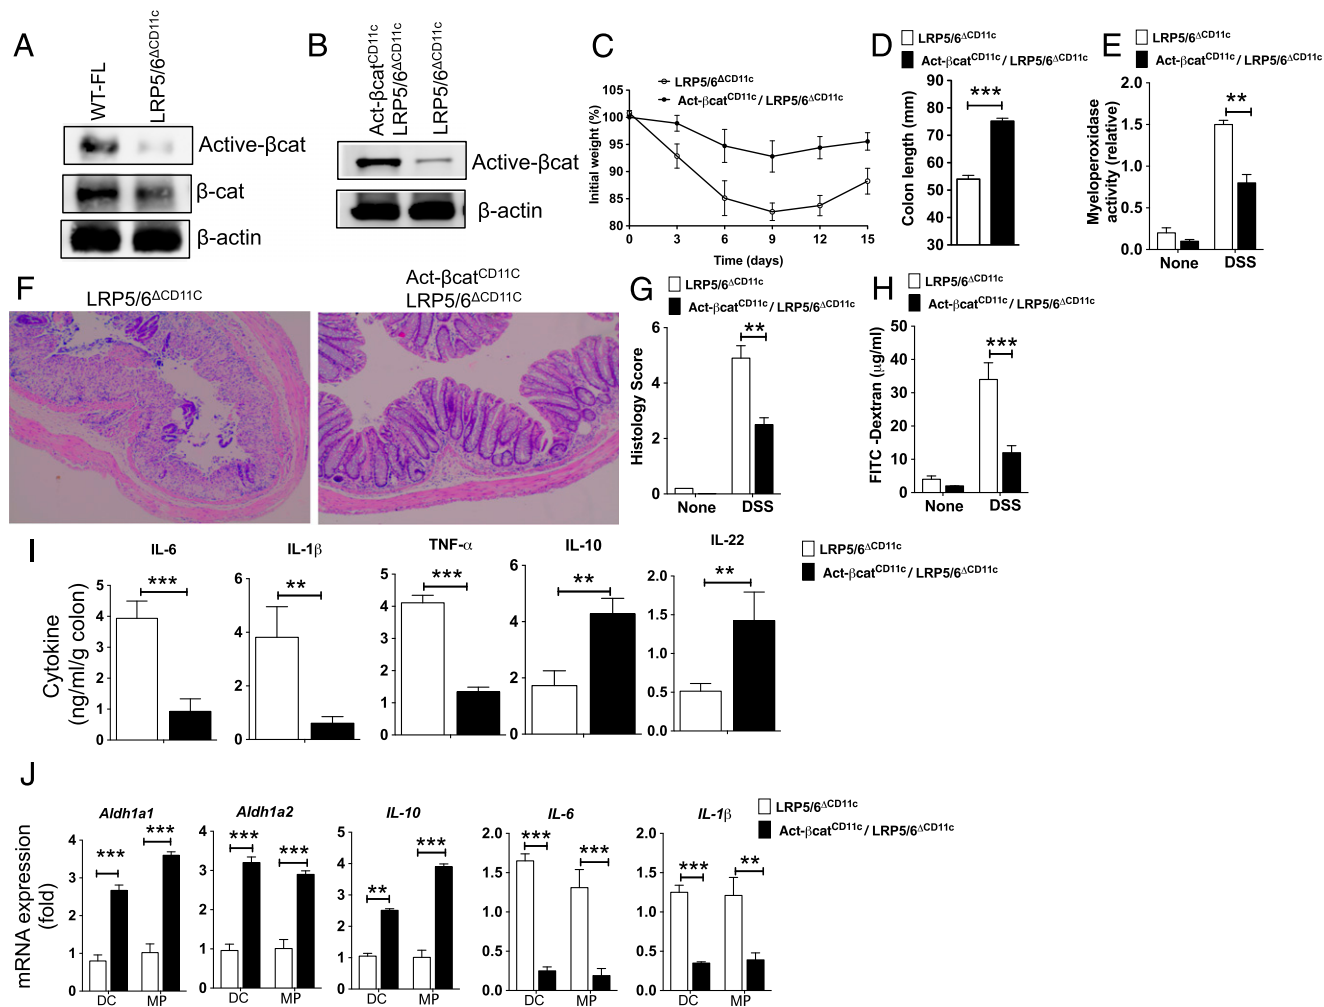 A
WT-FL
LRP5/6ΔCD11c
Active-βcat
β-cat
β-actin
B
Act-βcatCD11c
LRP5/6ΔCD11c
LRP5/6ΔCD11c
Active-βcat
β-actin
C
LRP5/6ΔCD11c
Act-βcatCD11c/ LRP5/6ΔCD11c
Initial weight (%)
105
100
95
90
85
80
0 3 6 9 12 15
Time (days)
D
LRP5/6ΔCD11c
Act-βcatCD11c/ LRP5/6ΔCD11c
Colon length (mm)
90
80
70
60
50
40
30
***
E
LRP5/6ΔCD11c
Act-βcatCD11c/ LRP5/6ΔCD11c
Myeloperoxidase
activity (relative)
2.0
1.5
1.0
0.5
0.0
**
None DSS
F
LRP5/6ΔCD11C
Act-βcatCD11C
LRP5/6ΔCD11C
G
LRP5/6ΔCD11c
Act-βcatCD11c/ LRP5/6ΔCD11c
Histology Score
6
4
2
0
**
None DSS
H
LRP5/6ΔCD11c
Act-βcatCD11c/ LRP5/6ΔCD11c
FITC -Dextran (μg/ml)
50
40
30
20
10
0
***
None DSS
I
Cytokine
(ng/ml/g colon)
IL-6
***
5
4
3
2
1
0
IL-1β
**
6
4
2
0
TNF-α
***
5
4
3
2
1
0
IL-10
**
6
4
2
0
IL-22
**
2.0
1.5
1.0
0.5
0.0
LRP5/6ΔCD11c
Act-βcatCD11c/ LRP5/6ΔCD11c
J
mRNA expression
(fold)
Aldh1a1
*** ***
4
3
2
1
0
DC MP
Aldh1a2
*** ***
4
3
2
1
0
DC MP
IL-10
** ***
5
4
3
2
1
0
DC MP
IL-6
*** ***
2.0
1.5
1.0
0.5
0.0
DC MP
IL-1β
*** **
2.0
1.5
1.0
0.5
0.0
DC MP
LRP5/6ΔCD11c
Act-βcatCD11c/ LRP5/6ΔCD11c